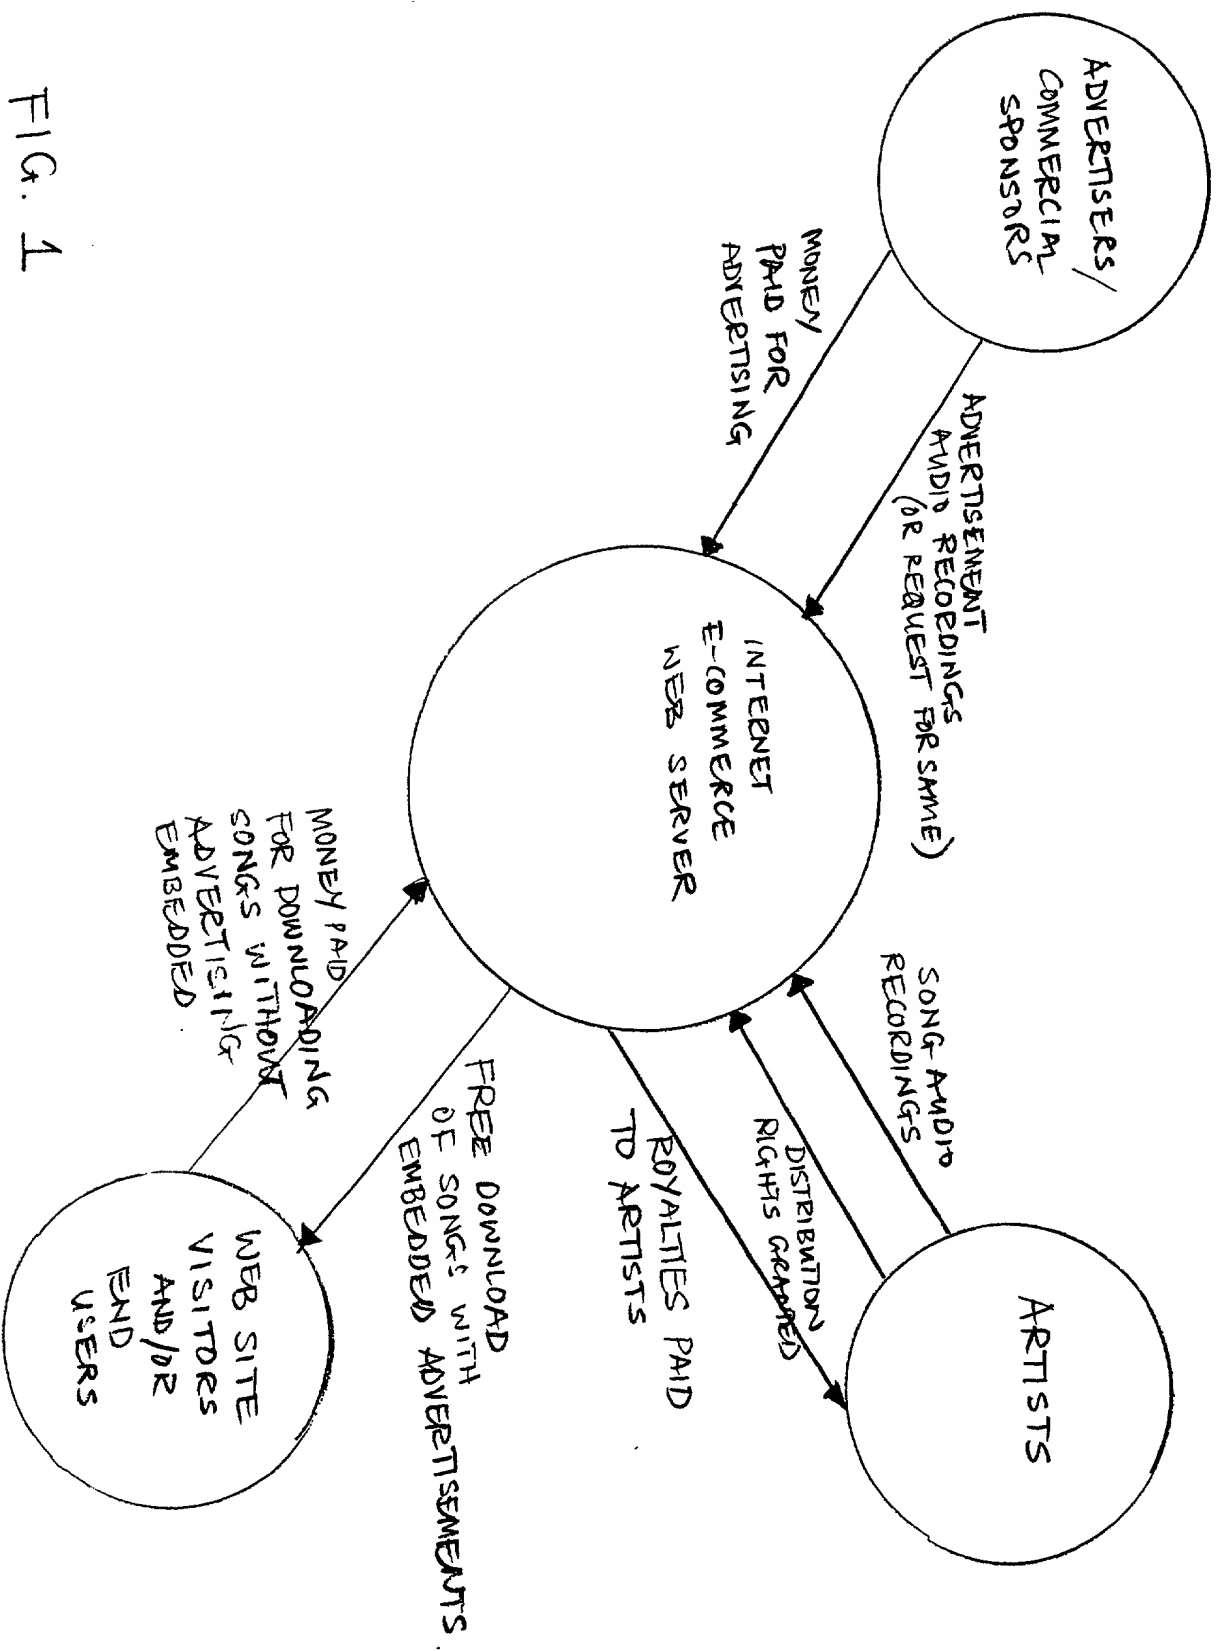 ADVERTISERS/
COMMERCIAL
SPONSORS
MONEY
PAID FOR
ADVERTISING
ADVERTISEMENT
AUDIO RECORDINGS
(OR REQUEST FOR SAME)
INTERNET
E-COMMERCE
WEB SERVER
SONG AUDIO
RECORDINGS
DISTRIBUTION
RIGHTS GRANTED
ROYALTIES PAID
TO ARTISTS
ARTISTS
MONEY PAID
FOR DOWNLOADING
SONGS WITHOUT
ADVERTISING
EMBEDDED.
FREE DOWNLOAD
OF SONGS WITH
EMBEDDED ADVERTISEMENTS.
WEB SITE
VISITORS
AND/OR
END
USERS
FIG. 1